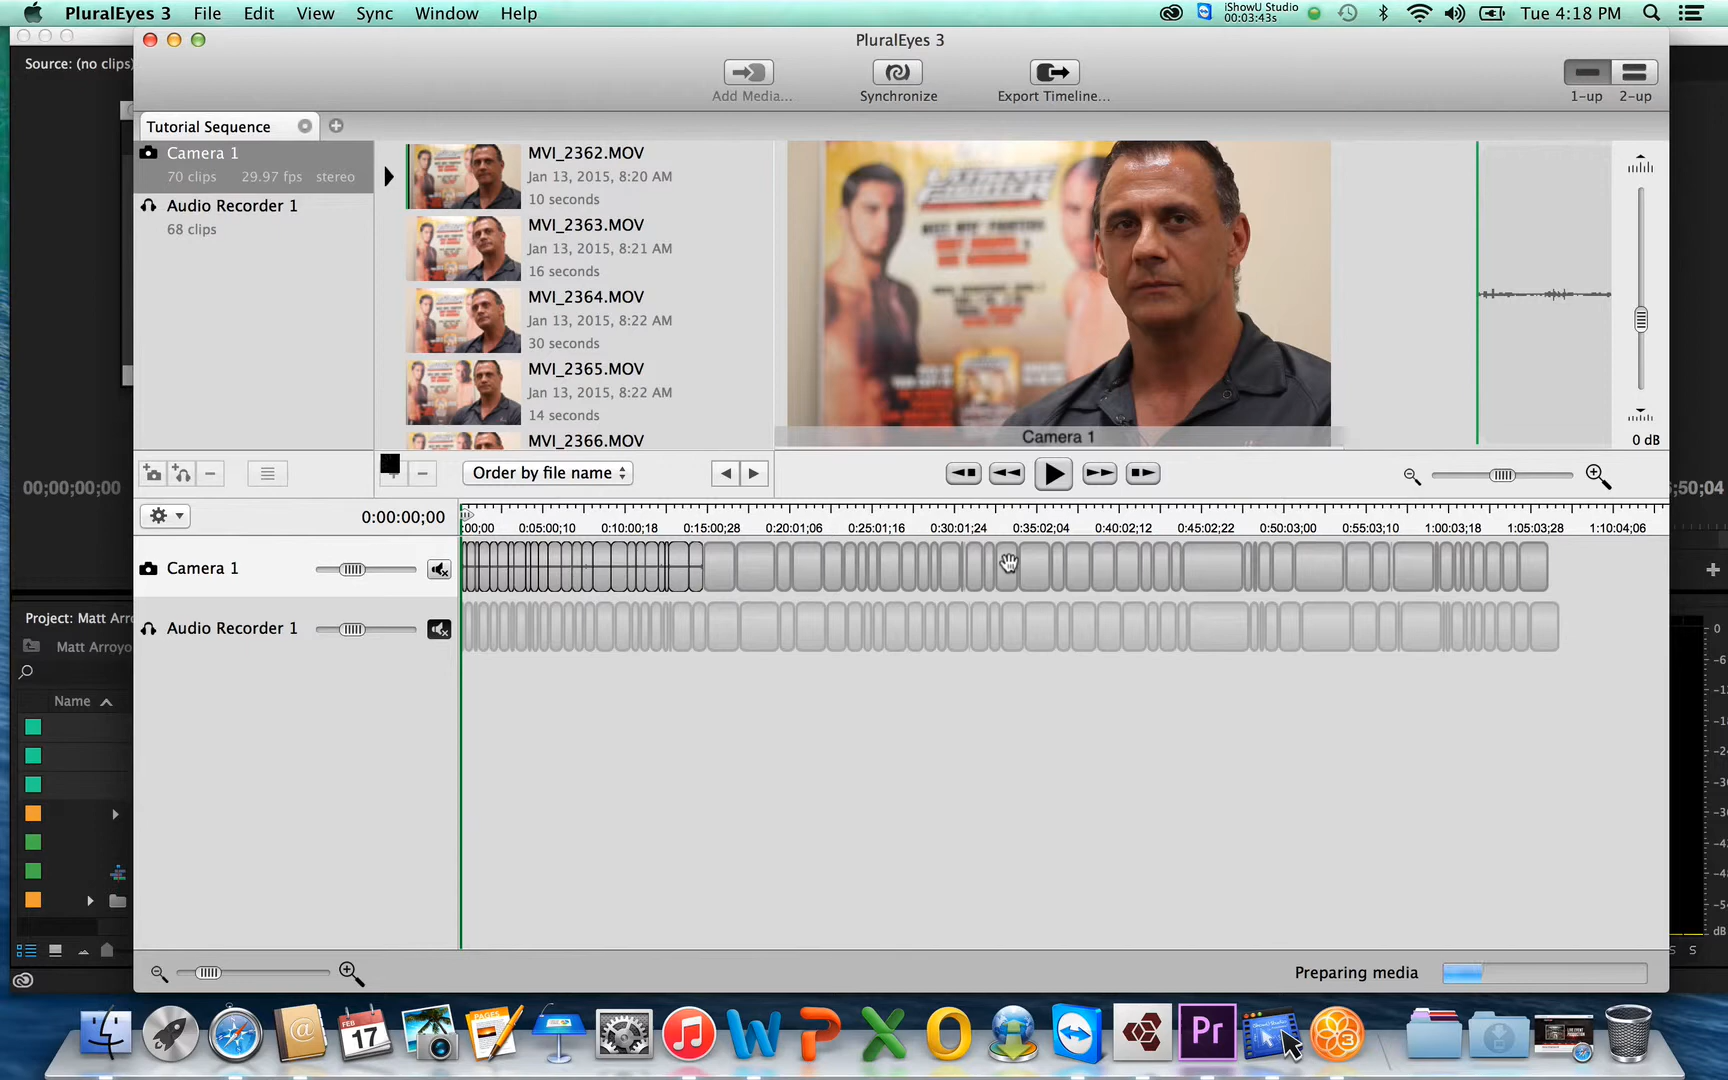 PluralEyes 3 File Edit View Sync Window Help iShowU Studio 00:03:43s Tue 4:18 PM
PluralEyes 3
Source: (no clips)
Add Media... Synchronize Export Timeline... 1-up 2-up
Tutorial Sequence
Camera 1
70 clips 29.97 fps stereo
Audio Recorder 1
68 clips
MVI_2362.MOV
Jan 13, 2015, 8:20 AM
10 seconds
MVI_2363.MOV
Jan 13, 2015, 8:21 AM
16 seconds
MVI_2364.MOV
Jan 13, 2015, 8:22 AM
30 seconds
MVI_2365.MOV
Jan 13, 2015, 8:22 AM
14 seconds
MVI_2366.MOV
Camera 1
0 dB
Order by file name
00;00;00;00
;50;04
0:00:00;00
:00;00 0:05:00;10 0:10:00;18 0:15:00;28 0:20:01;06 0:25:01;16 0:30:01;24 0:35:02;04 0:40:02;12 0:45:02;22 0:50:03;00 0:55:03;10 1:00:03;18 1:05:03;28 1:10:04;06
Camera 1
Audio Recorder 1
Project: Matt Arro
Matt Arroyo
Name
0
-6
-4
-5
dB
S S
Preparing media
FEB
17
W P X O
Pr
3